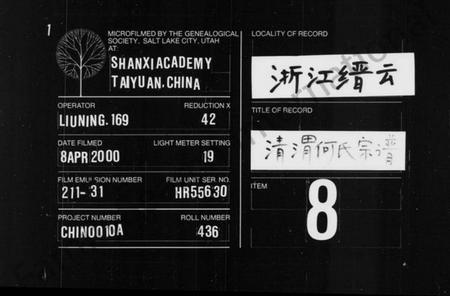 1
MICROFILMED BY THE GENEALOGICAL
SOCIETY, SALT LAKE CITY, UTAH
AT:
SHANXI ACADEMY
TAIYUAN, CHINA
OPERATOR
LIUNING. 169
REDUCTION X
42
DATE FILMED
8 APR 2000
LIGHT METER SETTING
19
FILM EMULSION NUMBER
211-31
FILM UNIT SER. NO.
HR55630
PROJECT NUMBER
CHIN0010A
ROLL NUMBER
436
LOCALITY OF RECORD
浙江缙云
TITLE OF RECORD
清渭何氏宗谱
ITEM
8